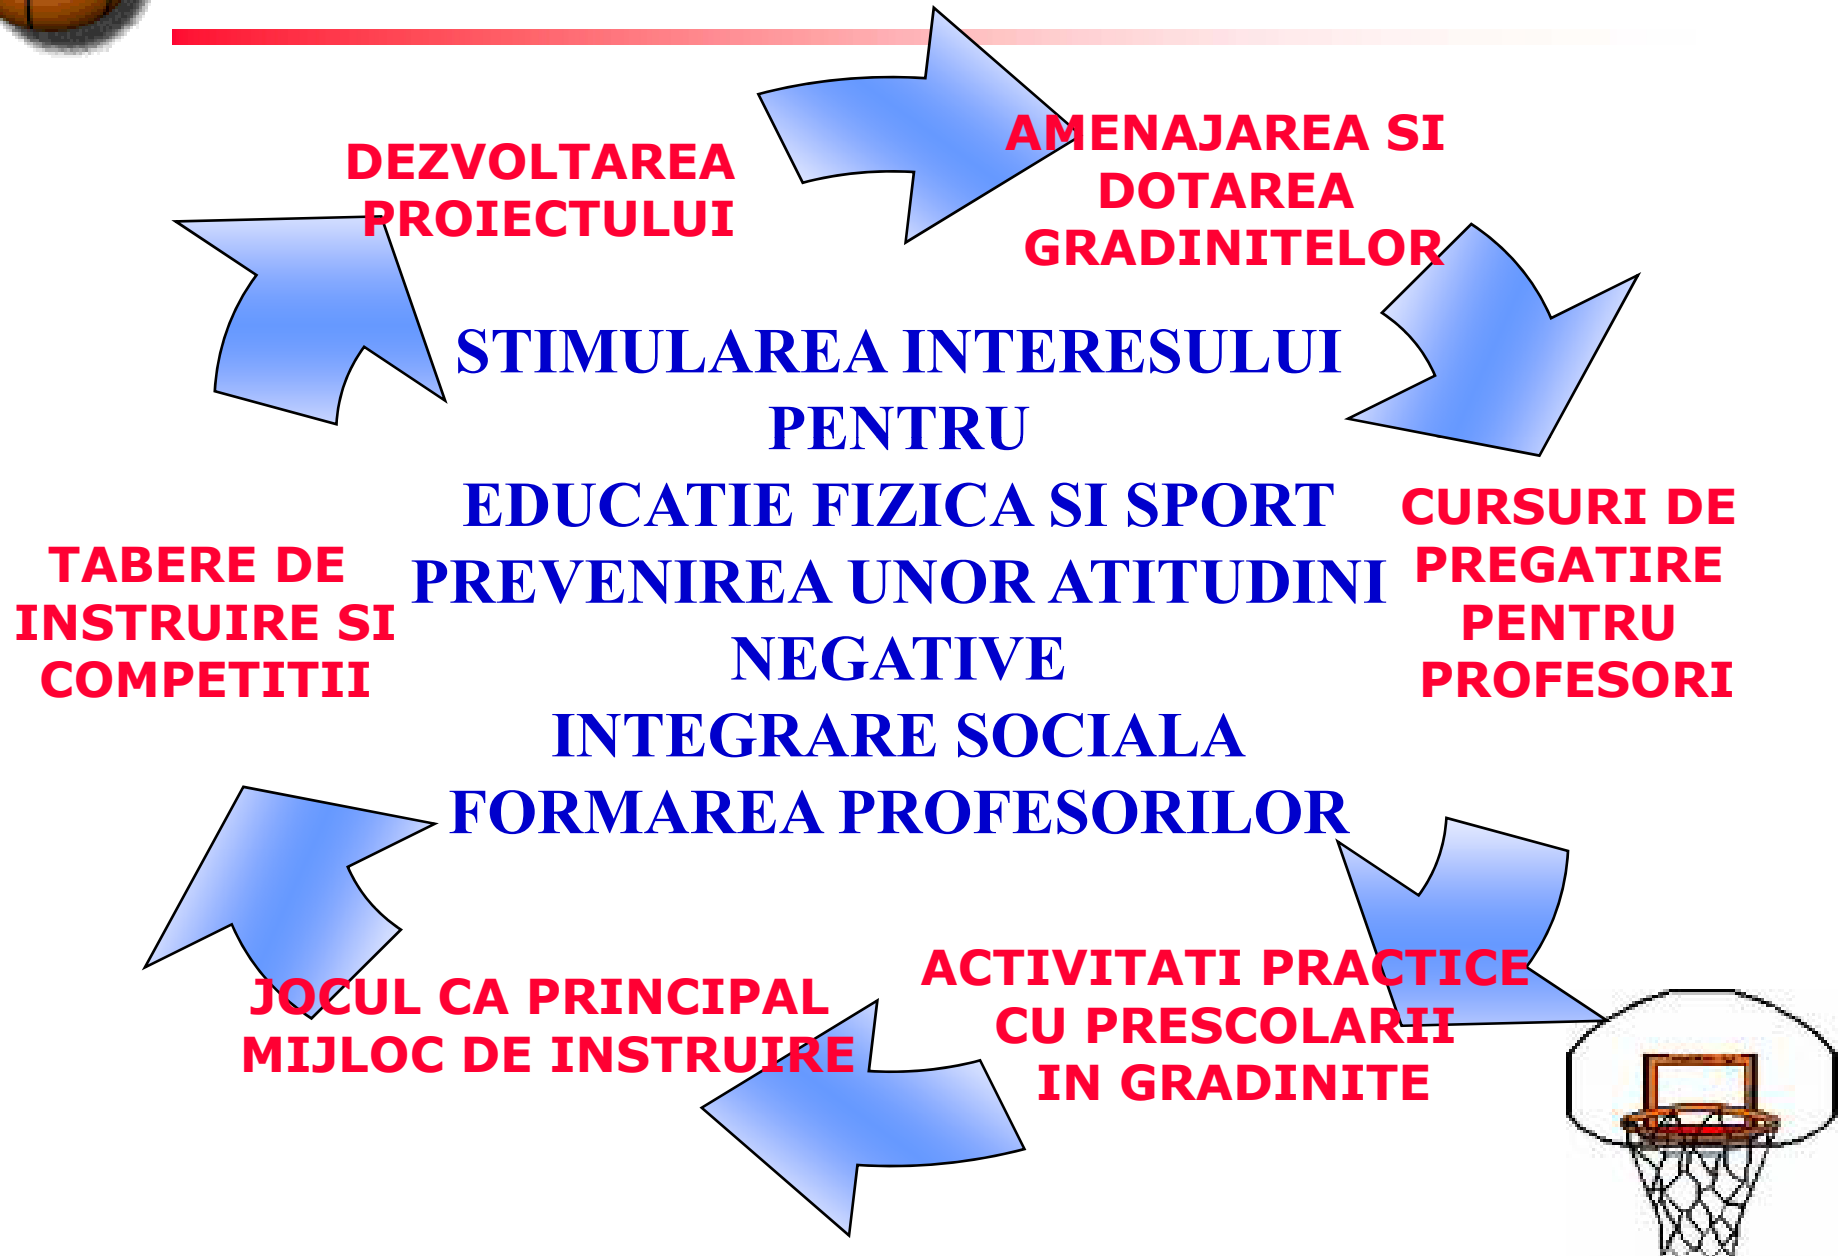 DEZVOLTAREA
PROIECTULUI
AMENAJAREA SI
DOTAREA
GRADINITELOR
STIMULAREA INTERESULUI
PENTRU
EDUCATIE FIZICA SI SPORT
PREVENIREA UNOR ATITUDINI
NEGATIVE
INTEGRARE SOCIALA
FORMAREA PROFESORILOR
CURSURI DE
PREGATIRE
PENTRU
PROFESORI
ACTIVITATI PRACTICE
CU PRESCOLARII
IN GRADINITE
JOCUL CA PRINCIPAL
MIJLOC DE INSTRUIRE
TABERE DE
INSTRUIRE SI
COMPETITII